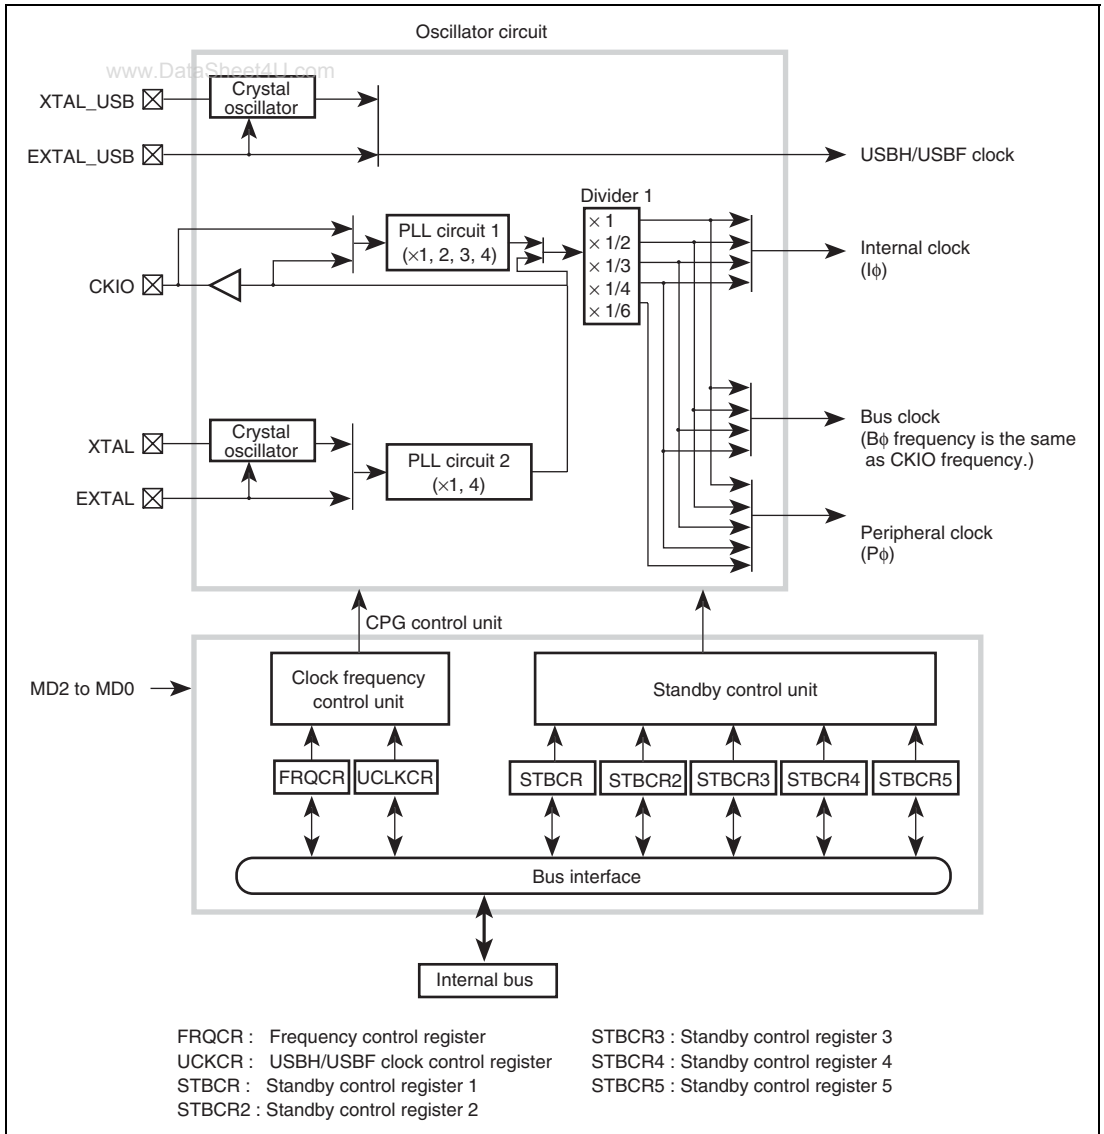 Oscillator circuit
www.DataSheet4U.com
XTAL_USB
Crystal
oscillator
EXTAL_USB
USBH/USBF clock
Divider 1
× 1
× 1/2
× 1/3
× 1/4
× 1/6
PLL circuit 1
(×1, 2, 3, 4)
Internal clock
(Iϕ)
CKIO
Bus clock
(Bϕ frequency is the same
as CKIO frequency.)
XTAL
Crystal
oscillator
PLL circuit 2
(×1, 4)
EXTAL
Peripheral clock
(Pϕ)
CPG control unit
MD2 to MD0
Clock frequency
control unit
Standby control unit
FRQCR
UCLKCR
STBCR
STBCR2
STBCR3
STBCR4
STBCR5
Bus interface
Internal bus
FRQCR : Frequency control register
UCKCR : USBH/USBF clock control register
STBCR : Standby control register 1
STBCR2 : Standby control register 2
STBCR3 : Standby control register 3
STBCR4 : Standby control register 4
STBCR5 : Standby control register 5